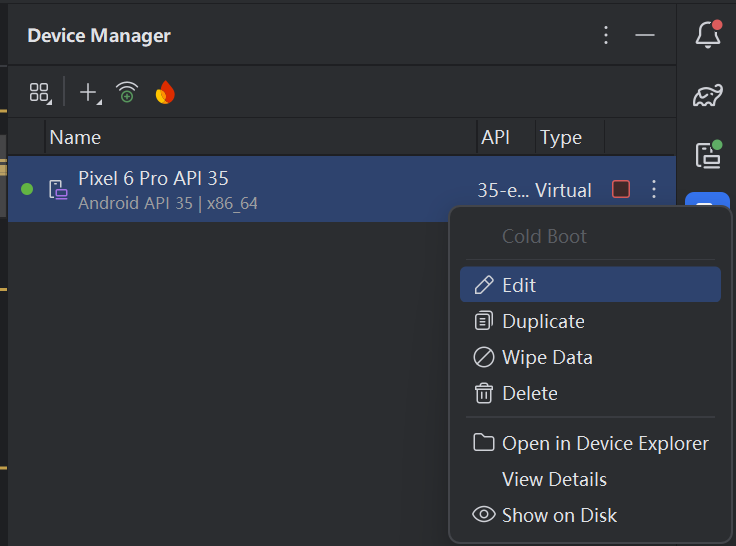 Device Manager
Name API Type
Pixel 6 Pro API 35
Android API 35 | x86_64
35-e... Virtual
Cold Boot
Edit
Duplicate
Wipe Data
Delete
Open in Device Explorer
View Details
Show on Disk